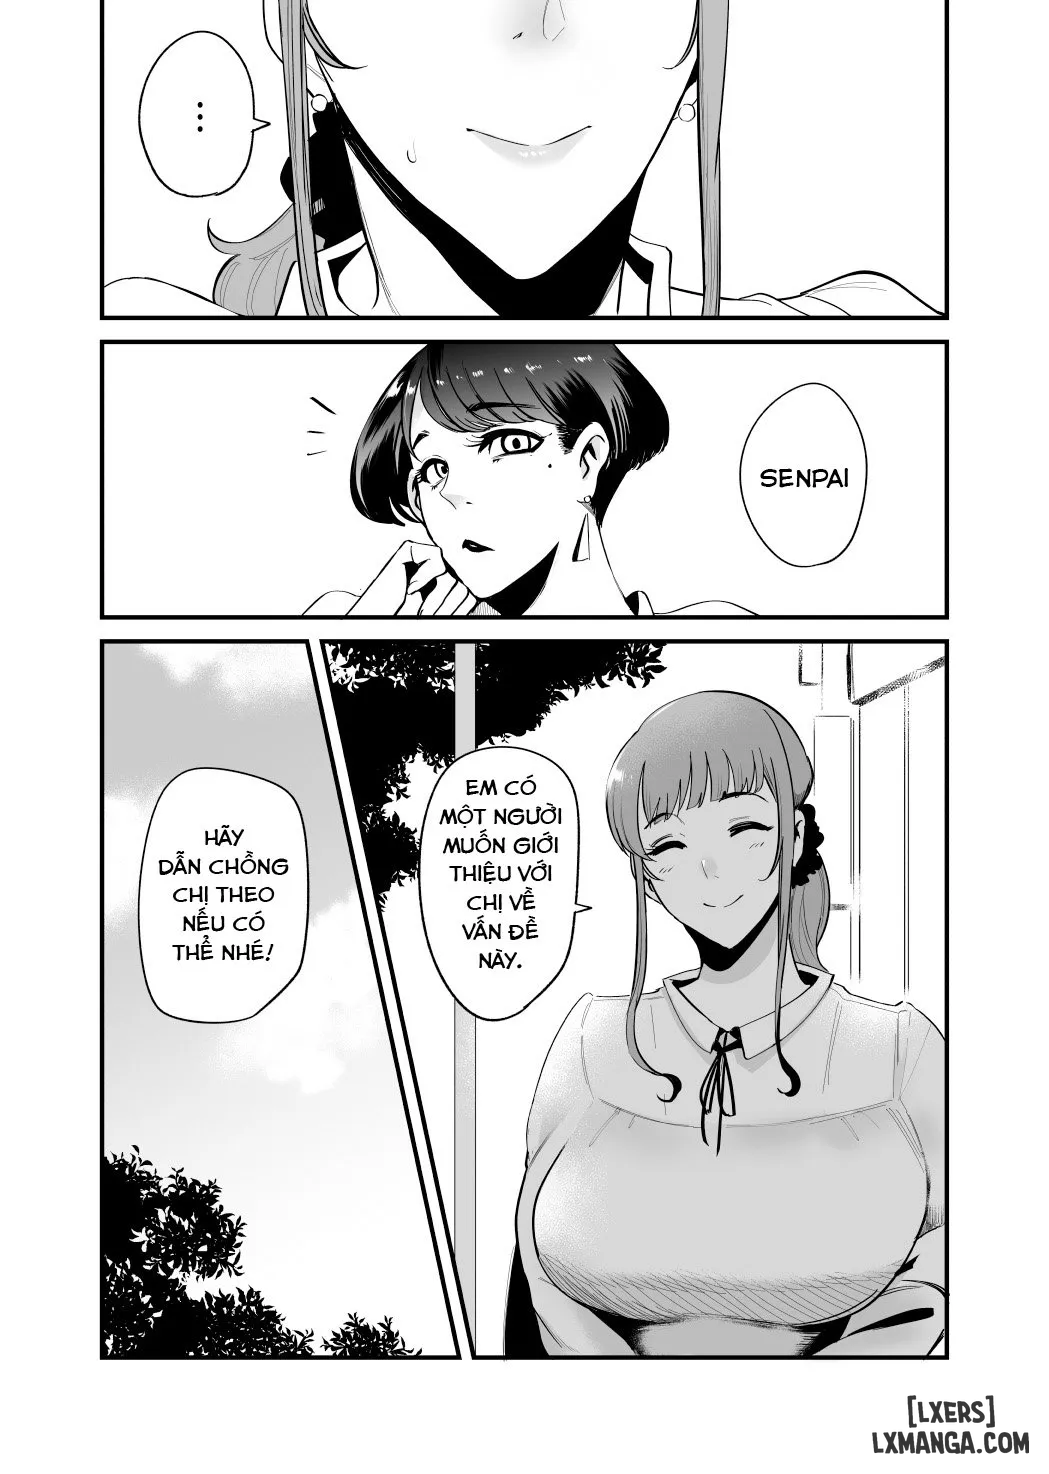 ...
SENPAI
EM CÓ
MỘT NGƯỜI
MUỐN GIỚI
THIỆU VỚI
CHỊ VỀ
VẤN ĐỀ
NÀY.
HÃY
DẪN CHỒNG
CHỊ THEO
NẾU CÓ
THỂ NHÉ!
[LXERS]
LXMANGA.COM